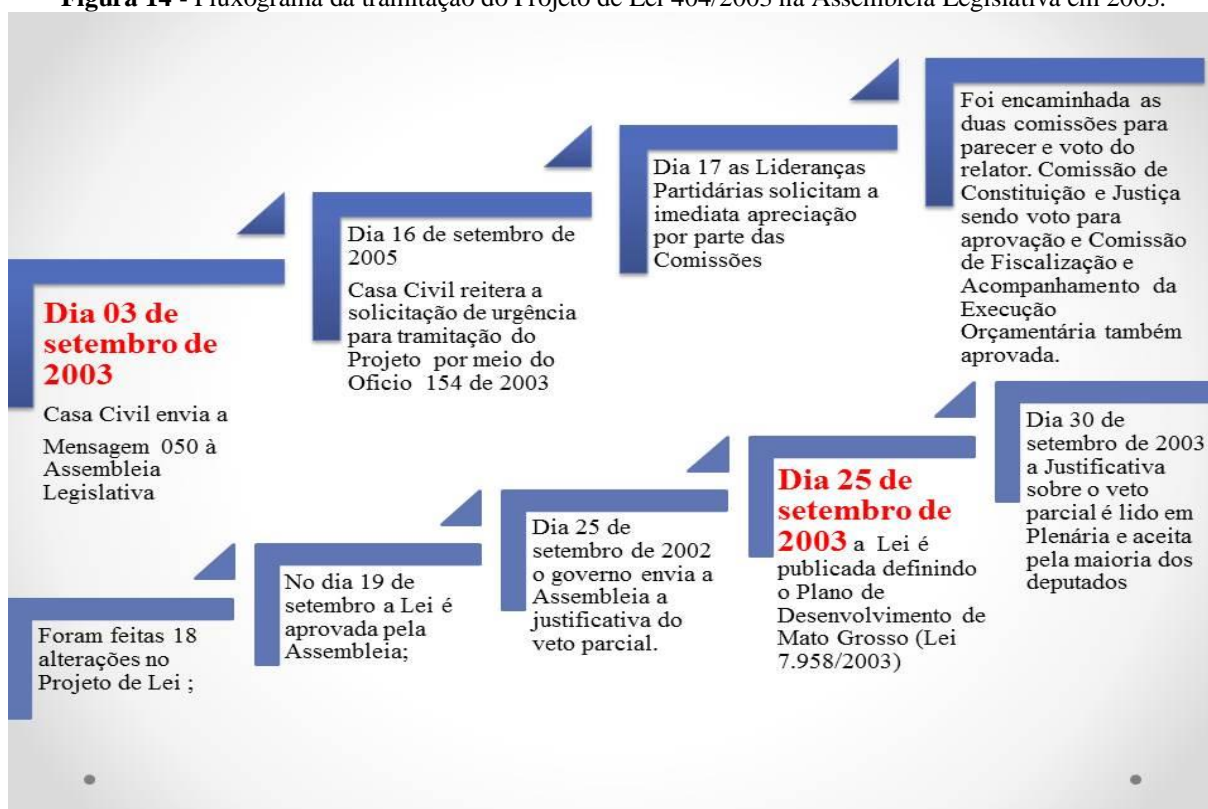 Figura 14 - Fluxograma da tramitação do Projeto de Lei 404/2003 na Assembleia Legislativa em 2003.
Dia 03 de
setembro de
2003
Casa Civil envia a
Mensagem 050 à
Assembleia
Legislativa
Dia 16 de setembro de
2005
Casa Civil reitera a
solicitação de urgência
para tramitação do
Projeto por meio do
Oficio 154 de 2003
Dia 17 as Lideranças
Partidárias solicitam a
imediata apreciação
por parte das
Comissões
Foi encaminhada as
duas comissões para
parecer e voto do
relator. Comissão de
Constituição e Justiça
sendo voto para
aprovação e Comissão
de Fiscalização e
Acompanhamento da
Execução
Orçamentária também
aprovada.
Foram feitas 18
alterações no
Projeto de Lei ;
No dia 19 de
setembro a Lei é
aprovada pela
Assembleia;
Dia 25 de
setembro de 2002
o governo envia a
Assembleia a
justificativa do
veto parcial.
Dia 25 de
setembro de
2003 a Lei é
publicada definindo
o Plano de
Desenvolvimento de
Mato Grosso (Lei
7.958/2003)
Dia 30 de
setembro de 2003
a Justificativa
sobre o veto
parcial é lido em
Plenária e aceita
pela maioria dos
deputados